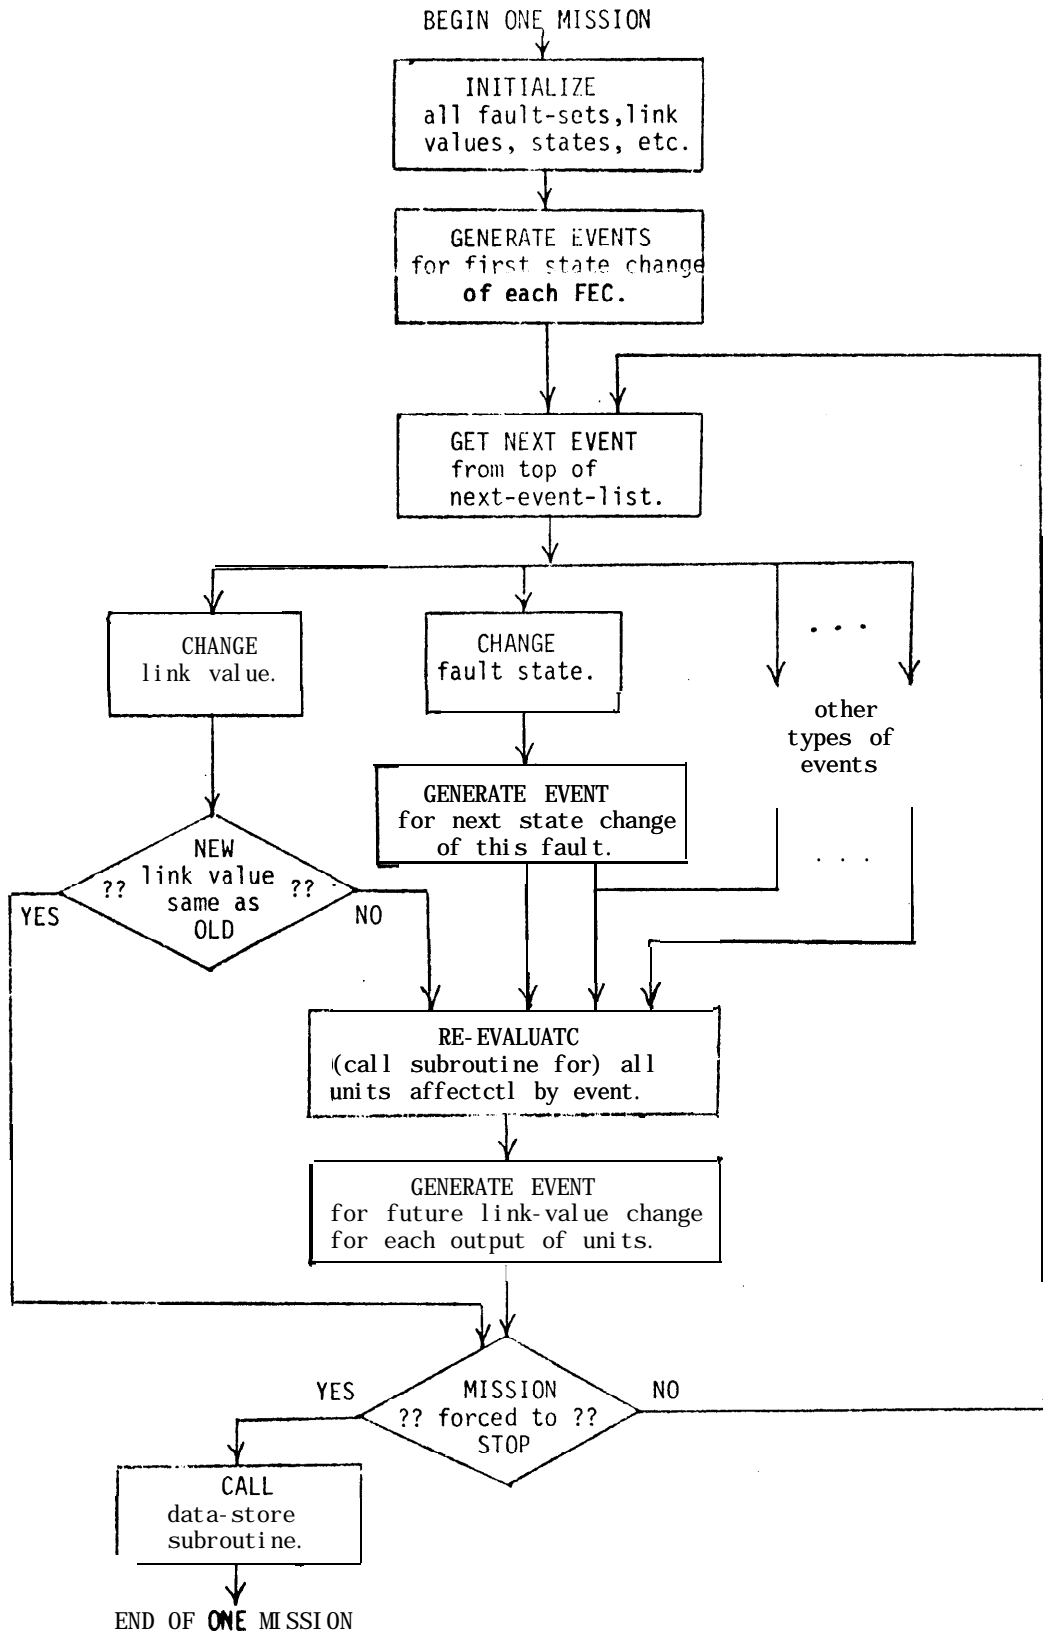 BEGIN ONE MISSION
INITIALIZE
all fault-sets,link
values, states, etc.
GENERATE EVENTS
for first state change
of each FEC.
GET NEXT EVENT
from top of
next-event-list.
CHANGE
link value.
CHANGE
fault state.
. . .
other
types of
events
GENERATE EVENT
for next state change
of this fault.
. . .
NEW
?? link value ??
same as
OLD
YES
NO
RE-EVALUATC
(call subroutine for) all
units affectctl by event.
GENERATE EVENT
for future link-value change
for each output of units.
YES
NO
MISSION
?? forced to ??
STOP
CALL
data-store
subroutine.
END OF ONE MISSION